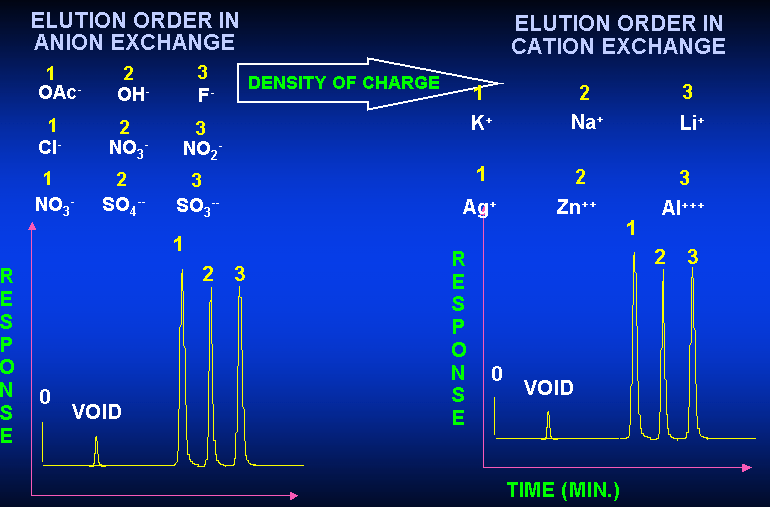 ELUTION ORDER IN
ANION EXCHANGE
1 2 3
OAc⁻ OH⁻ F⁻
1 2 3
Cl⁻ NO₃⁻ NO₂⁻
1 2 3
NO₃⁻ SO₄⁻⁻ SO₃⁻⁻
DENSITY OF CHARGE
ELUTION ORDER IN
CATION EXCHANGE
1 2 3
K⁺ Na⁺ Li⁺
1 2 3
Ag⁺ Zn⁺⁺ Al⁺⁺⁺
RESPONSE
0
VOID
1
2
3
RESPONSE
0
VOID
1
2
3
TIME (MIN.)